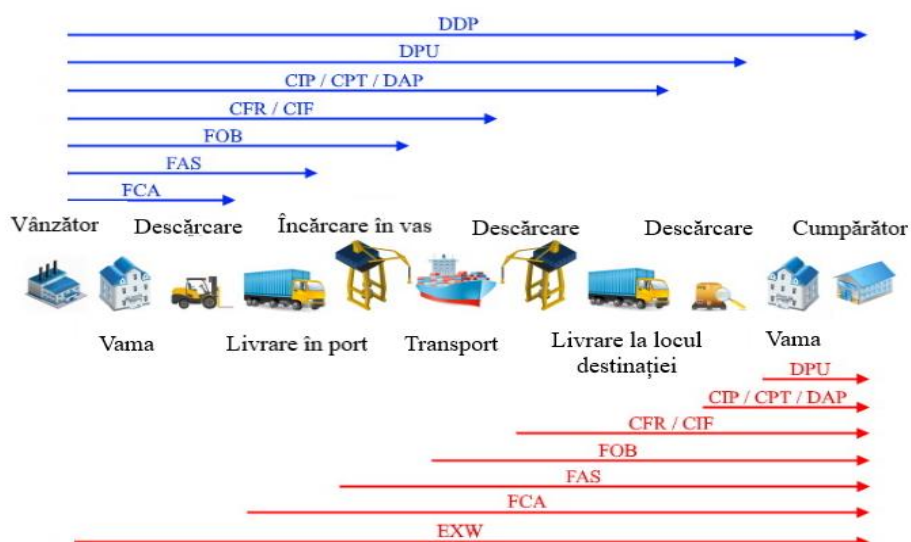 DDP
DPU
CIP / CPT / DAP
CFR / CIF
FOB
FAS
FCA
Vânzător
Descărcare
Încărcare în vas
Descărcare
Descărcare
Cumpărător
Vama
Livrare în port
Transport
Livrare la locul
destinației
Vama
DPU
CIP / CPT / DAP
CFR / CIF
FOB
FAS
FCA
EXW